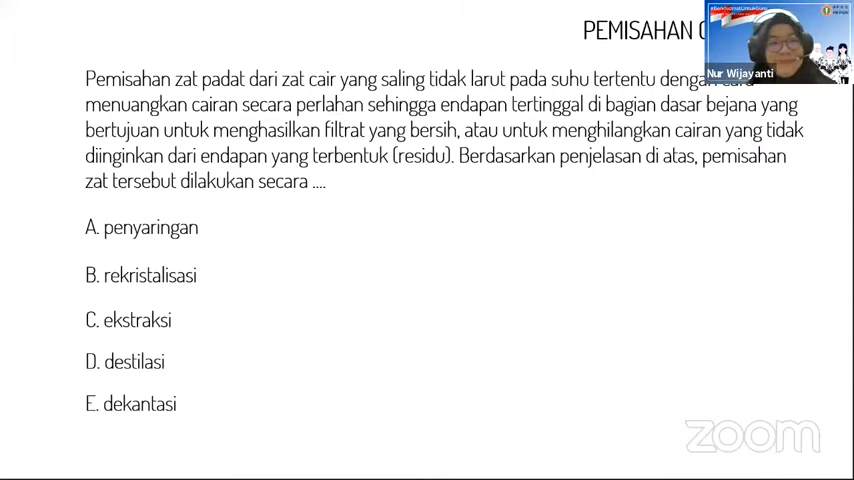 PEMISAHAN
Nur Wijayanti
Pemisahan zat padat dari zat cair yang saling tidak larut pada suhu tertentu dengan
menuangkan cairan secara perlahan sehingga endapan tertinggal di bagian dasar bejana yang
bertujuan untuk menghasilkan filtrat yang bersih, atau untuk menghilangkan cairan yang tidak
diinginkan dari endapan yang terbentuk (residu). Berdasarkan penjelasan di atas, pemisahan
zat tersebut dilakukan secara ....
A. penyaringan
B. rekristalisasi
C. ekstraksi
D. destilasi
E. dekantasi
zoom